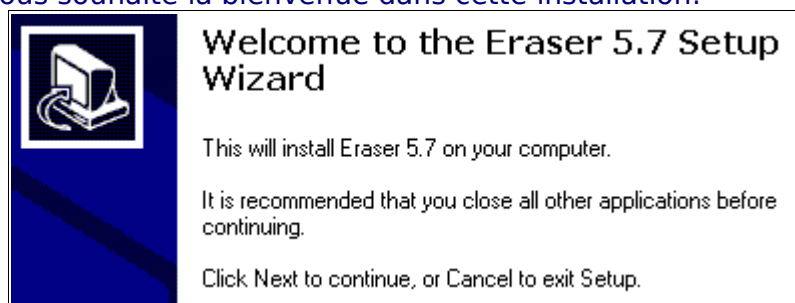 ous souhaite la bienvenue dans cette installation.
Welcome to the Eraser 5.7 Setup
Wizard
This will install Eraser 5.7 on your computer.
It is recommended that you close all other applications before
continuing.
Click Next to continue, or Cancel to exit Setup.